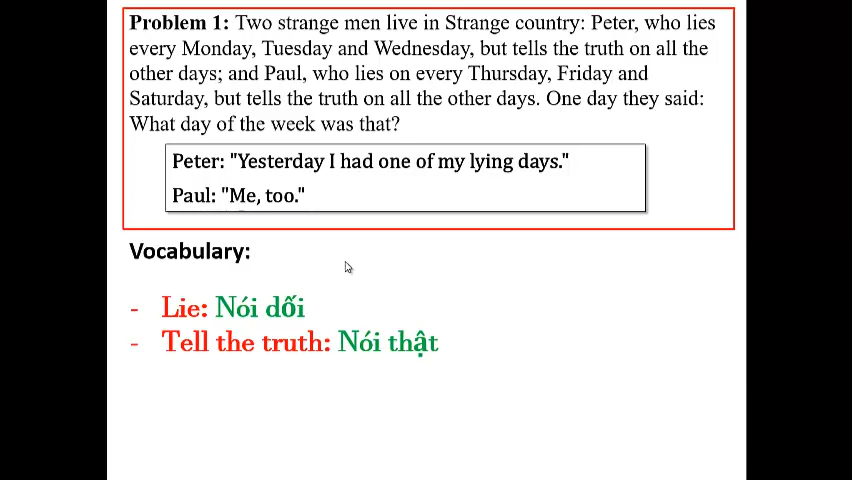 Problem 1: Two strange men live in Strange country: Peter, who lies
every Monday, Tuesday and Wednesday, but tells the truth on all the
other days; and Paul, who lies on every Thursday, Friday and
Saturday, but tells the truth on all the other days. One day they said:
What day of the week was that?
Peter: "Yesterday I had one of my lying days."
Paul: "Me, too."
Vocabulary:
- Lie: Nói dối
- Tell the truth: Nói thật